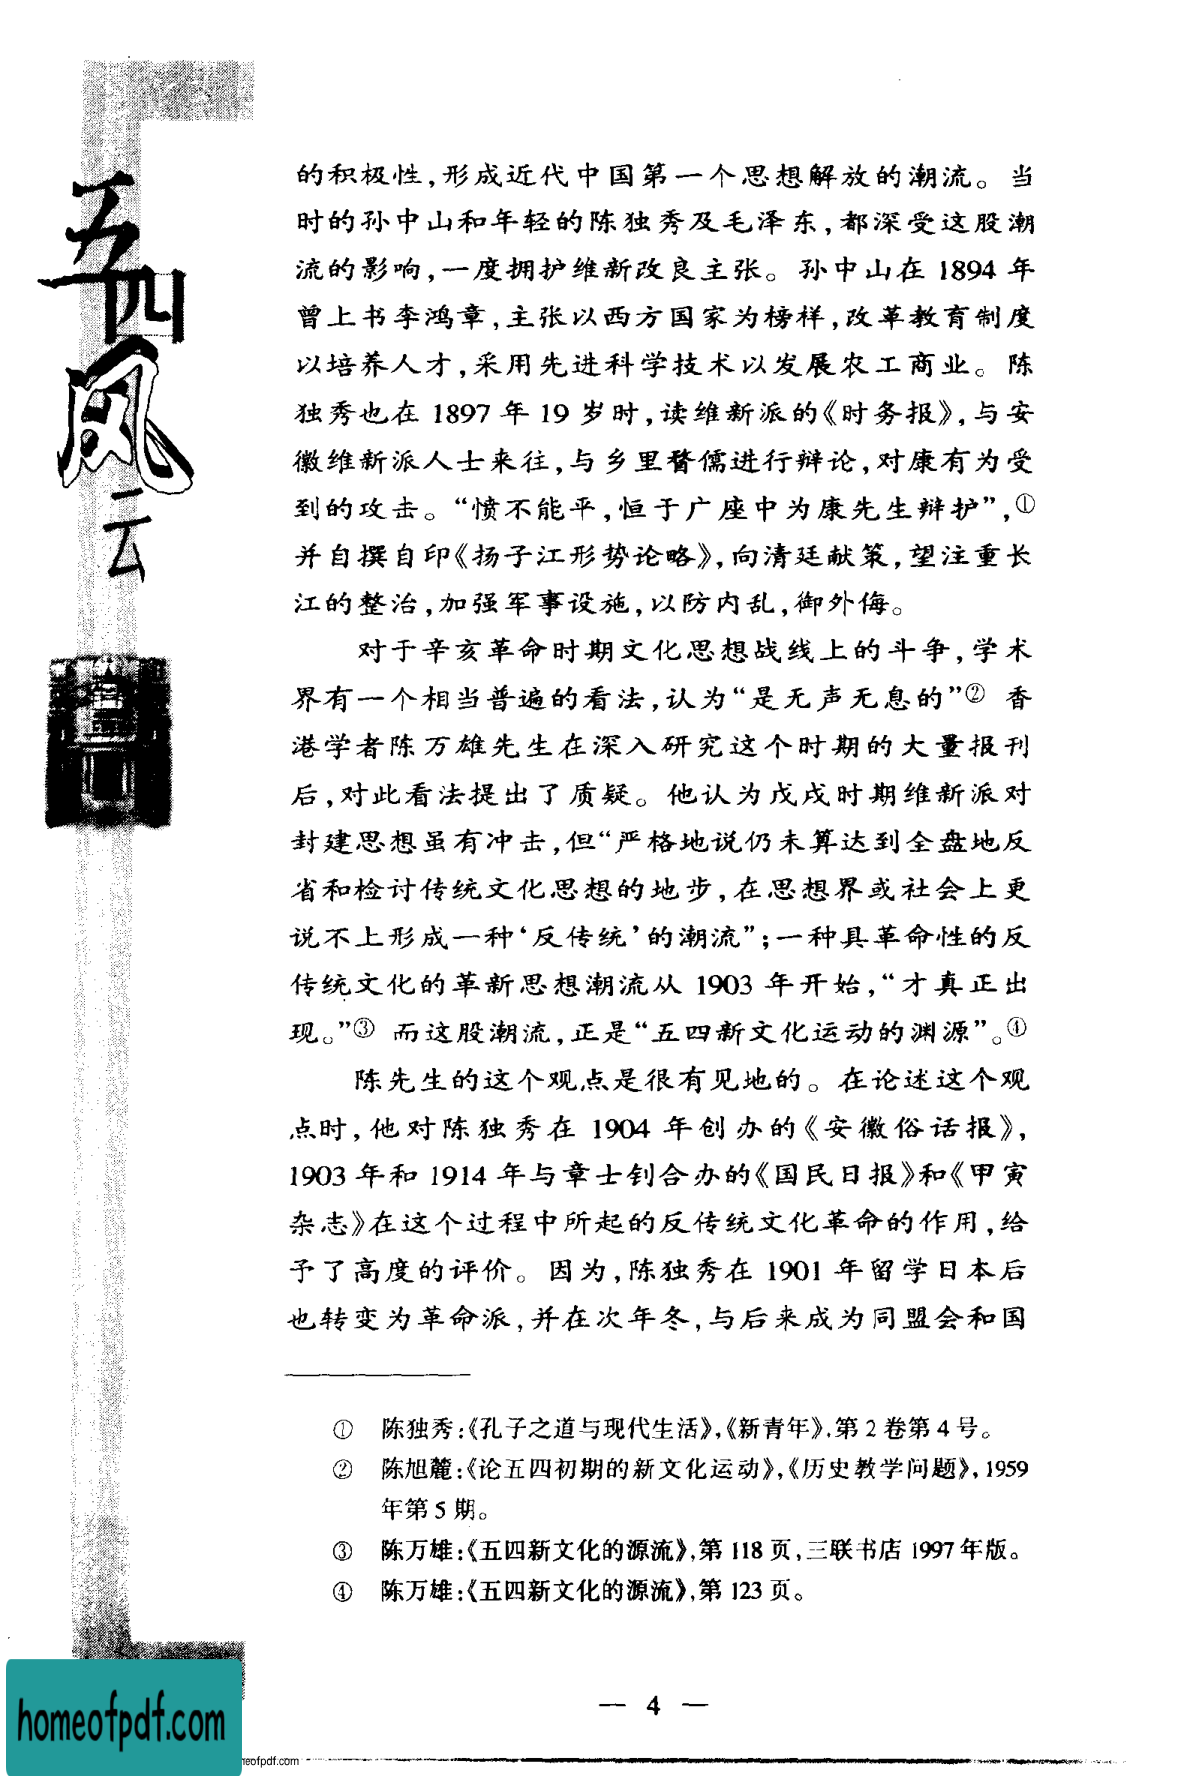 五四风云
的积极性,形成近代中国第一个思想解放的潮流。当
时的孙中山和年轻的陈独秀及毛泽东,都深受这股潮
流的影响,一度拥护维新改良主张。孙中山在 1894 年
曾上书李鸿章,主张以西方国家为榜样,改革教育制度
以培养人才,采用先进科学技术以发展农工商业。陈
独秀也在 1897 年 19 岁时,读维新派的《时务报》,与安
徽维新派人士来往,与乡里瞀儒进行辩论,对康有为受
到的攻击。“愤不能平,恒于广座中为康先生辩护”,①
并自撰自印《扬子江形势论略》,向清廷献策,望注重长
江的整治,加强军事设施,以防内乱,御外侮。
对于辛亥革命时期文化思想战线上的斗争,学术
界有一个相当普遍的看法,认为“是无声无息的”② 香
港学者陈万雄先生在深入研究这个时期的大量报刊
后,对此看法提出了质疑。他认为戊戌时期维新派对
封建思想虽有冲击,但“严格地说仍未算达到全盘地反
省和检讨传统文化思想的地步,在思想界或社会上更
说不上形成一种‘反传统’的潮流”;一种具革命性的反
传统文化的革新思想潮流从 1903 年开始,“才真正出
现。”③ 而这股潮流,正是“五四新文化运动的渊源”。④
陈先生的这个观点是很有见地的。在论述这个观
点时,他对陈独秀在 1904 年创办的《安徽俗话报》,
1903 年和 1914 年与章士钊合办的《国民日报》和《甲寅
杂志》在这个过程中所起的反传统文化革命的作用,给
予了高度的评价。因为,陈独秀在 1901 年留学日本后
也转变为革命派,并在次年冬,与后来成为同盟会和国
① 陈独秀:《孔子之道与现代生活》,《新青年》,第 2 卷第 4 号。
② 陈旭麓:《论五四初期的新文化运动》,《历史教学问题》,1959
年第 5 期。
③ 陈万雄:《五四新文化的源流》,第 118 页,三联书店 1997 年版。
④ 陈万雄:《五四新文化的源流》,第 123 页。
— 4 —
homeofpdf.com
eofpdf.com